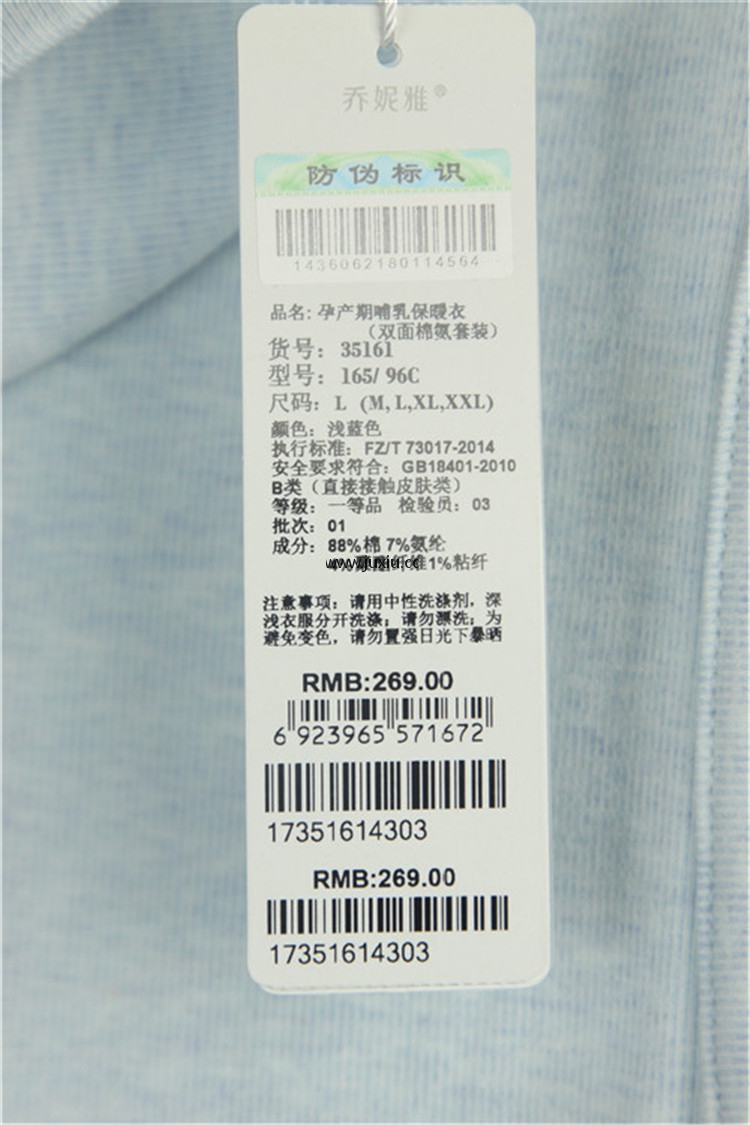 乔妮雅®
防伪标识
1436062180114564
品名: 孕产期哺乳保暖衣
（双面棉氨套装）
货号: 35161
型号: 165/ 96C
尺码: L (M, L,XL,XXL)
颜色: 浅蓝色
执行标准: FZ/T 73017-2014
安全要求符合: GB18401-2010
B类（直接接触皮肤类）
等级: 一等品 检验员: 03
批次: 01
成分: 88%棉 7%氨纶
www.juxiu.cc
纤维1%粘纤
注意事项: 请用中性洗涤剂, 深
浅衣服分开洗涤; 请勿漂洗; 为
避免变色, 请勿置强日光下暴晒
RMB:269.00
6 923965 571672
17351614303
RMB:269.00
17351614303